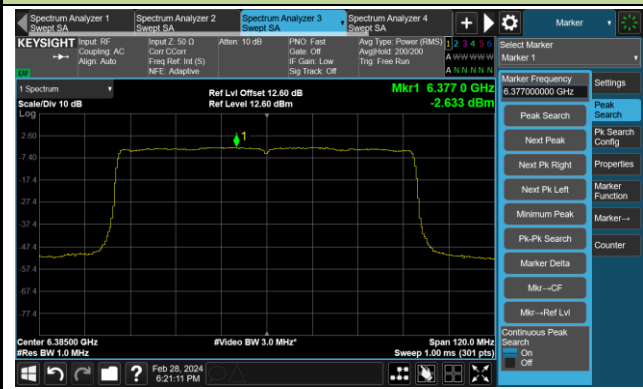 Spectrum Analyzer 1
Swept SA
Spectrum Analyzer 2
Swept SA
Spectrum Analyzer 3
Swept SA
Spectrum Analyzer 4
Swept SA
Marker
KEYSIGHT
Input: RF
Coupling: AC
Align: Auto
Input Z: 50 Ω
Corr CCorr
Freq Ref: Int (S)
NFE: Adaptive
Atten: 10 dB
PNO: Fast
Gate: Off
IF Gain: Low
Sig Track: Off
Avg Type: Power (RMS)
Avg|Hold: 200/200
Trig: Free Run
1 2 3 4 5 6
A W W W W W
A N N N N N
LXI
Select Marker
Marker 1
1 Spectrum
Scale/Div 10 dB
Log
Ref Lvl Offset 12.60 dB
Ref Level 12.60 dBm
Mkr1 6.377 0 GHz
-2.633 dBm
1
2.60
-7.40
-17.4
-27.4
-37.4
-47.4
-57.4
-67.4
-77.4
Center 6.38500 GHz
#Res BW 1.0 MHz
#Video BW 3.0 MHz*
Span 120.0 MHz
Sweep 1.00 ms (301 pts)
Marker Frequency
6.377000000 GHz
Peak Search
Next Peak
Next Pk Right
Next Pk Left
Minimum Peak
Pk-Pk Search
Marker Delta
Mkr→CF
Mkr→Ref Lvl
Continuous Peak
Search
On
Off
Settings
Peak
Search
Pk Search
Config
Properties
Marker
Function
Marker→
Counter
?
Feb 28, 2024
6:21:11 PM